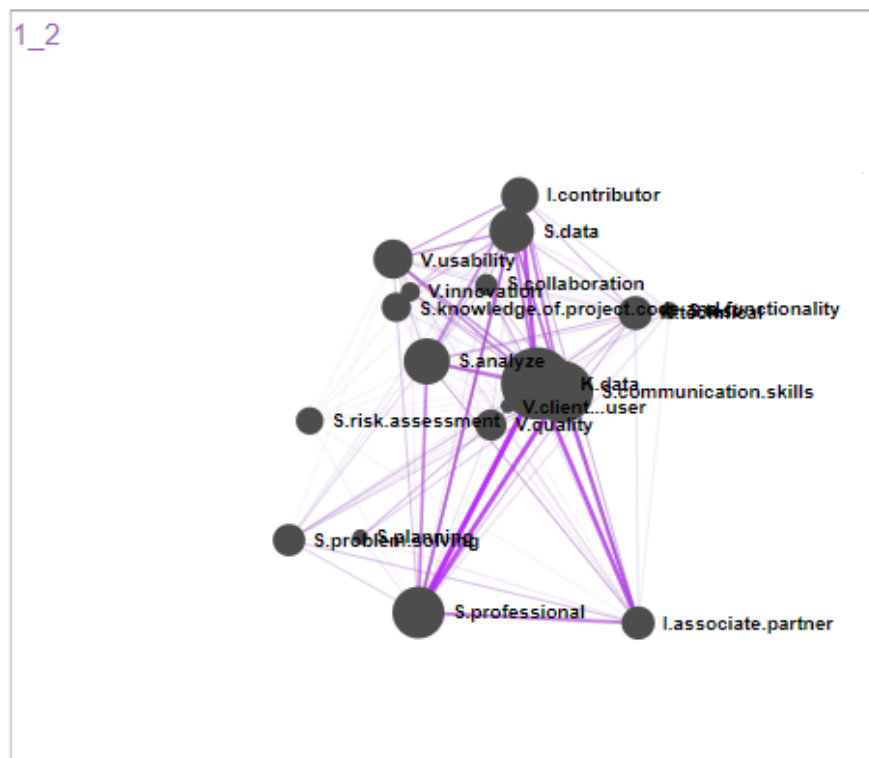 1_2
I.contributor
S.data
V.usability
S.collaboration
V.innovation
S.knowledge.of.project.code.and.functionality
S.analyze
K.data
S.communication.skills
V.client...user
S.risk.assessment
V.quality
S.planning
S.problem.solving
S.professional
I.associate.partner